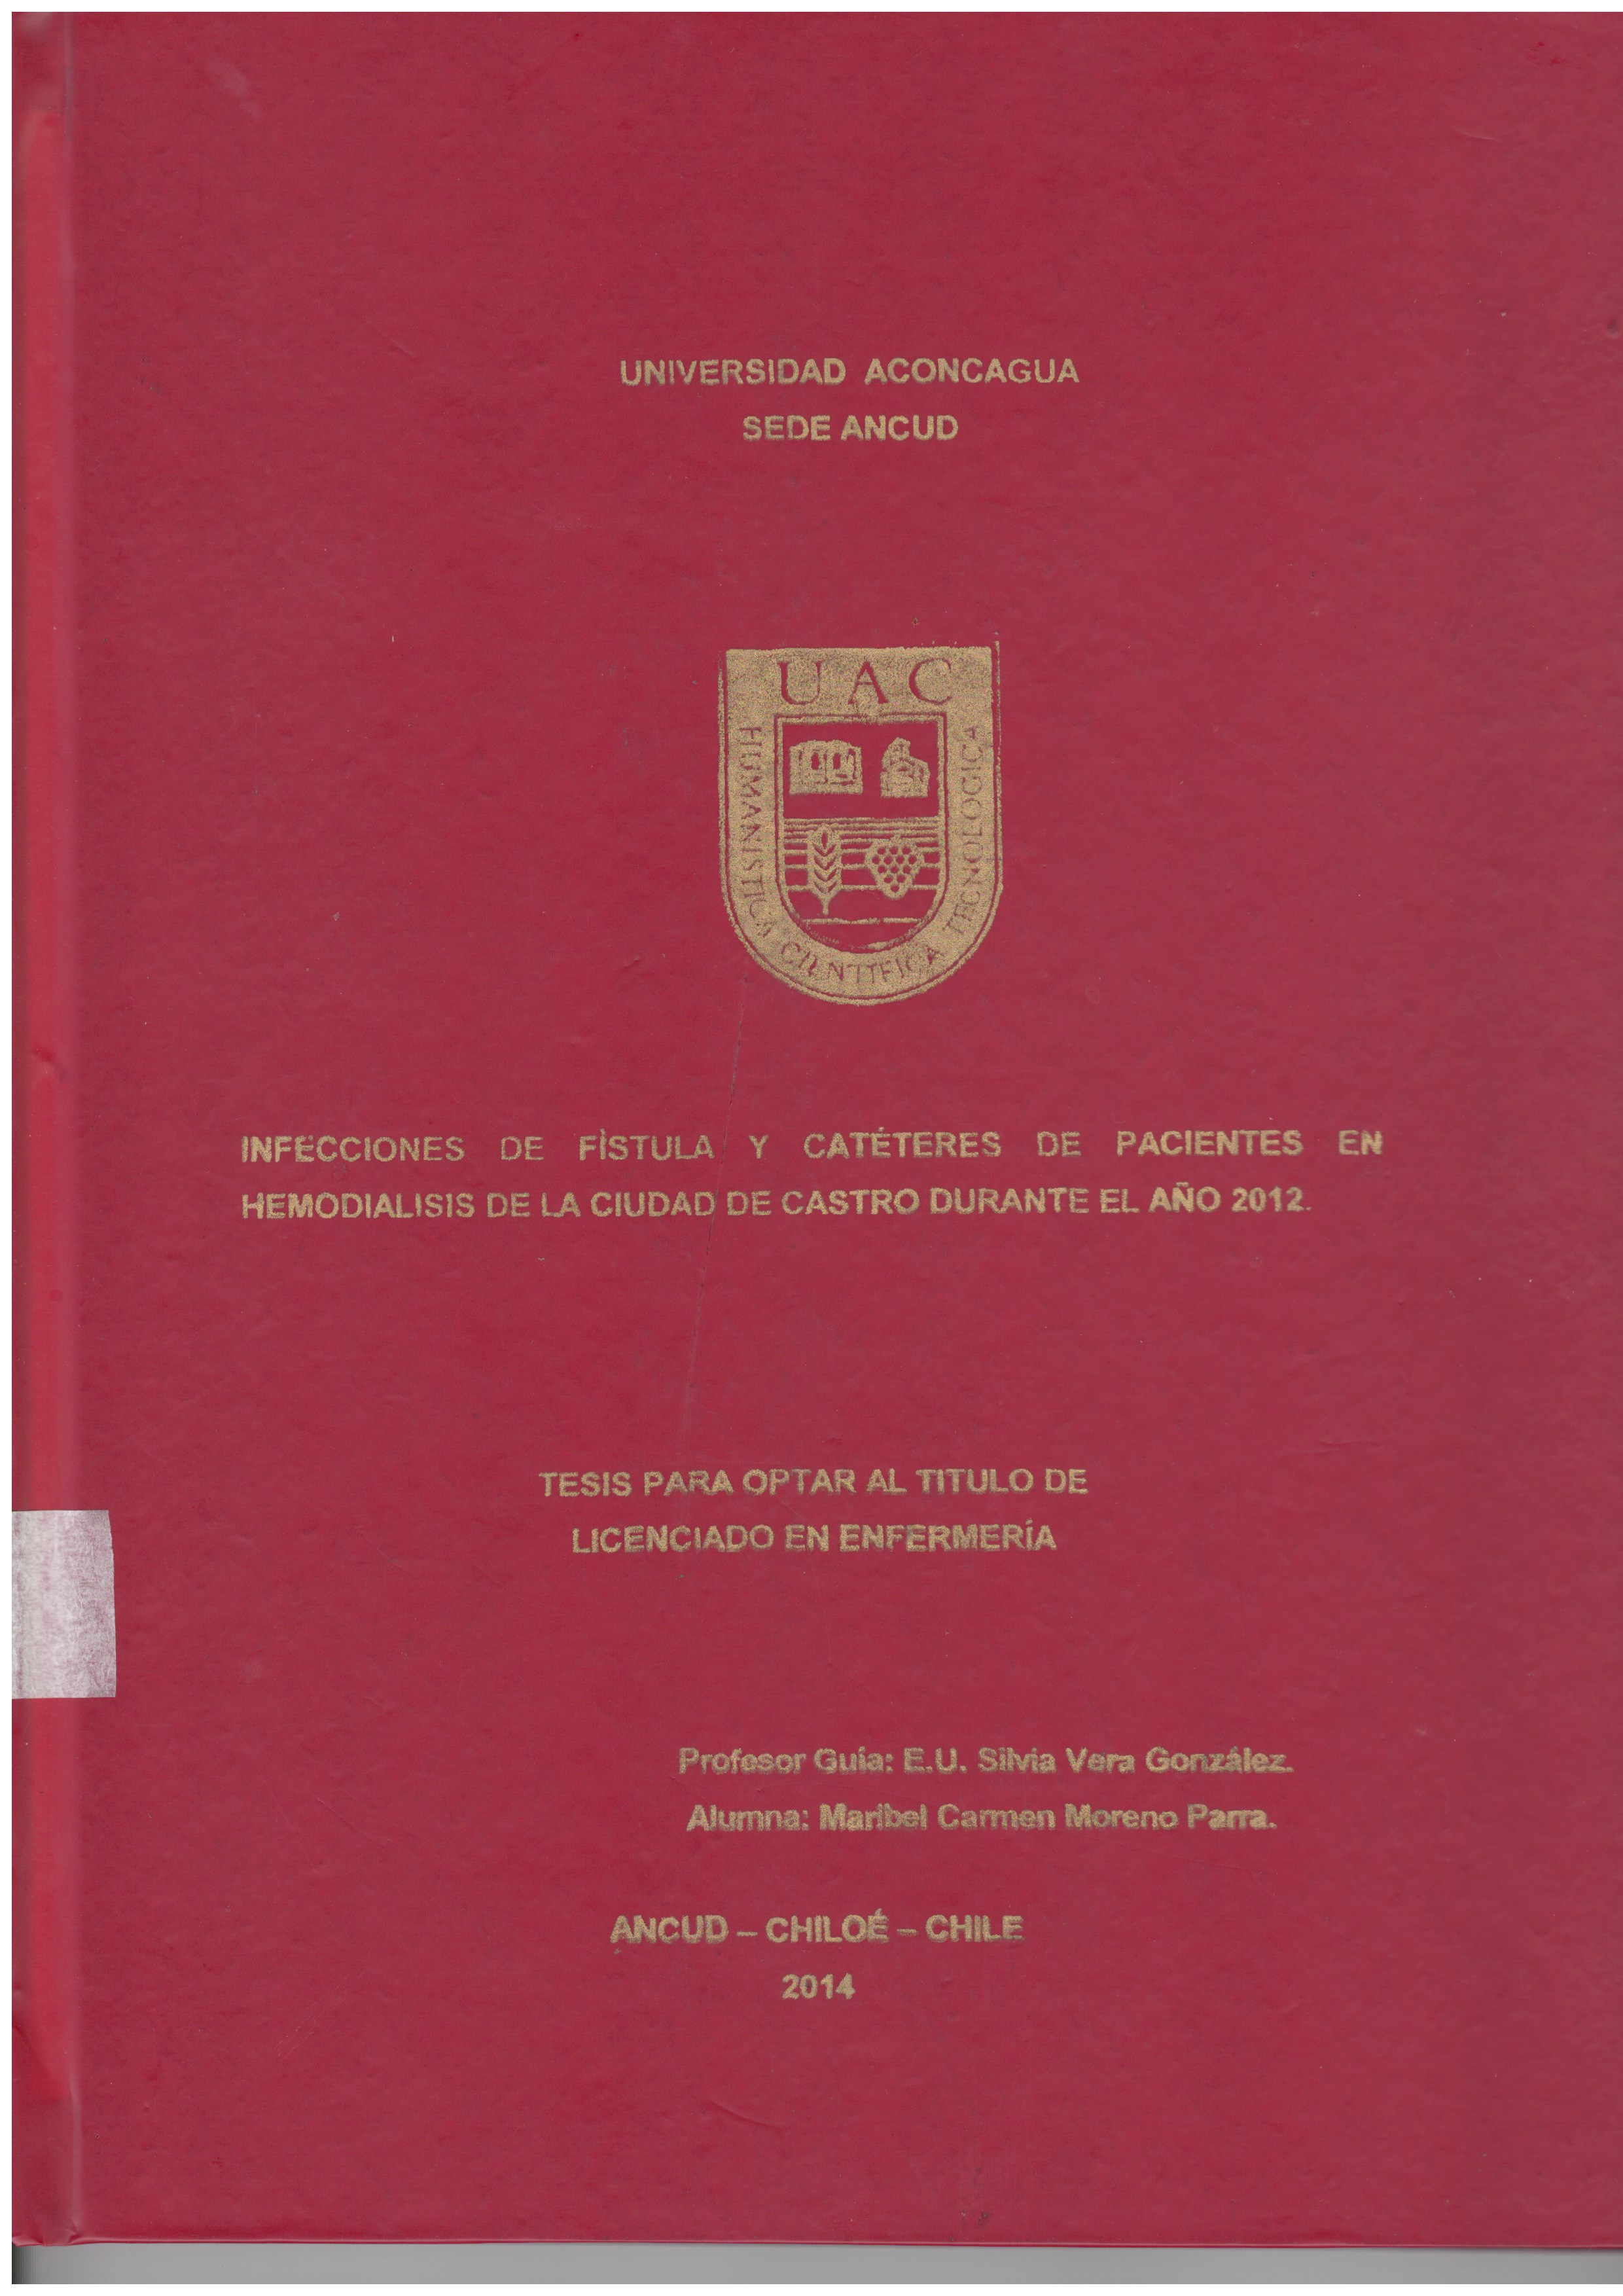 UNIVERSIDAD ACONCAGUA
SEDE ANCUD
UAC
HUMANISTICA CIENTIFICA TECNOLOGICA
INFECCIONES DE FÌSTULA Y CATÉTERES DE PACIENTES EN
HEMODIALISIS DE LA CIUDAD DE CASTRO DURANTE EL AÑO 2012.
TESIS PARA OPTAR AL TITULO DE
LICENCIADO EN ENFERMERÍA
Profesor Guía: E.U. Silvia Vera González.
Alumna: Maribel Carmen Moreno Parra.
ANCUD – CHILOÉ – CHILE
2014